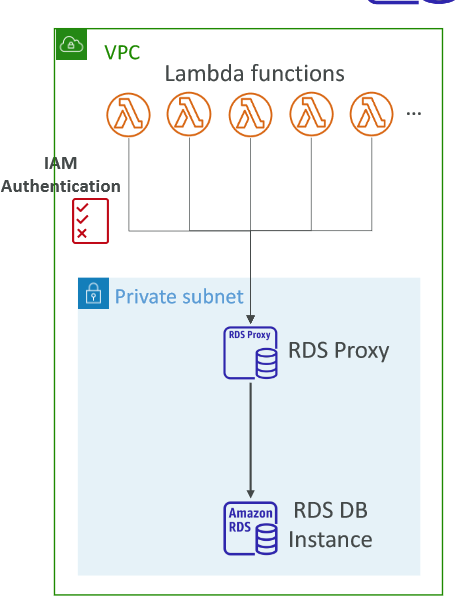 VPC
Lambda functions
...
IAM
Authentication
Private subnet
RDS Proxy
RDS Proxy
Amazon
RDS
RDS DB
Instance